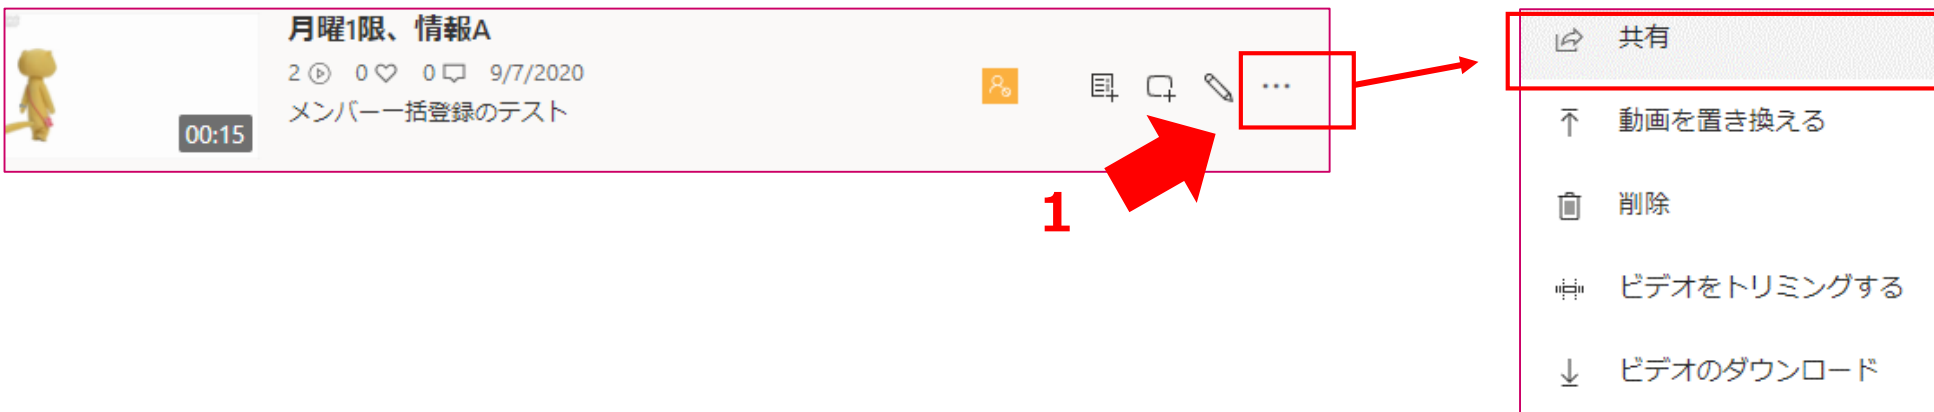 月曜1限、情報A
2 0 0 9/7/2020
メンバー一括登録のテスト
00:15
1
共有
動画を置き換える
削除
ビデオをトリミングする
ビデオのダウンロード